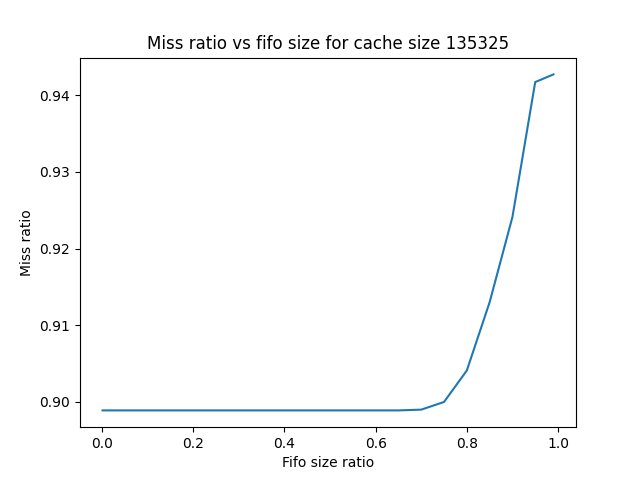 Miss ratio vs fifo size for cache size 135325
0.94
0.93
0.92
0.91
0.90
Miss ratio
0.0 0.2 0.4 0.6 0.8 1.0
Fifo size ratio